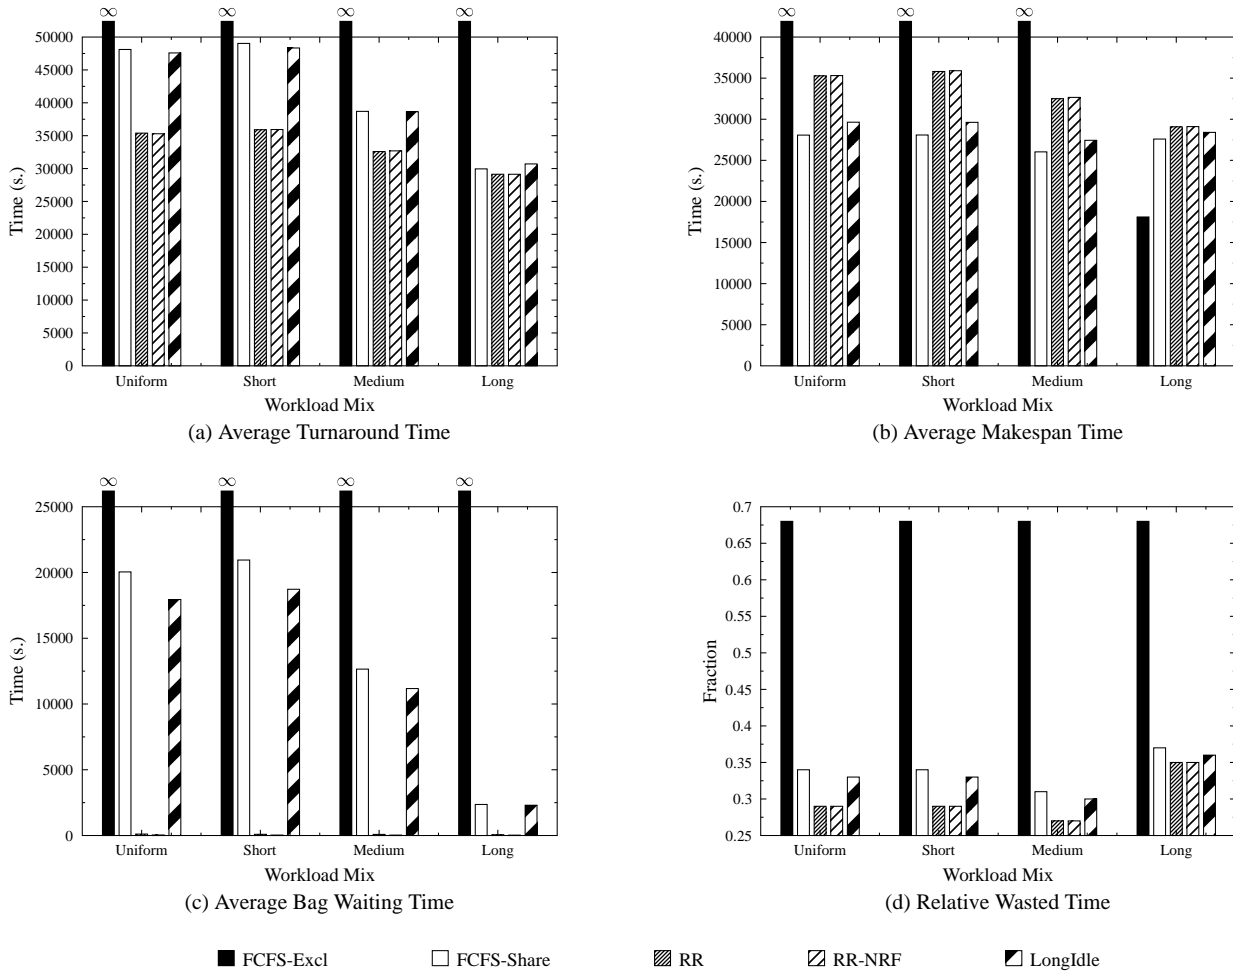 ∞ ∞ ∞ ∞
50000
45000
40000
35000
30000
25000
20000
15000
10000
5000
0
Time (s.)
Uniform Short Medium Long
Workload Mix
(a) Average Turnaround Time
∞ ∞ ∞
40000
35000
30000
25000
20000
15000
10000
5000
0
Time (s.)
Uniform Short Medium Long
Workload Mix
(b) Average Makespan Time
∞ ∞ ∞ ∞
25000
20000
15000
10000
5000
0
Time (s.)
Uniform Short Medium Long
Workload Mix
(c) Average Bag Waiting Time
0.7
0.65
0.6
0.55
0.5
0.45
0.4
0.35
0.3
0.25
Fraction
Uniform Short Medium Long
Workload Mix
(d) Relative Wasted Time
FCFS-Excl FCFS-Share RR RR-NRF LongIdle